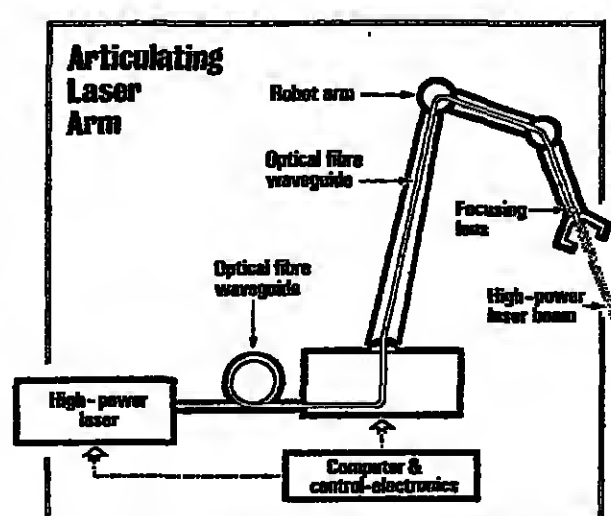 Articulating
Laser
Arm
Robot arm
Optical fibre
waveguide
Focusing
lens
Optical fibre
waveguide
High-power
laser beam
High-power
laser
Computer &
control-electronics